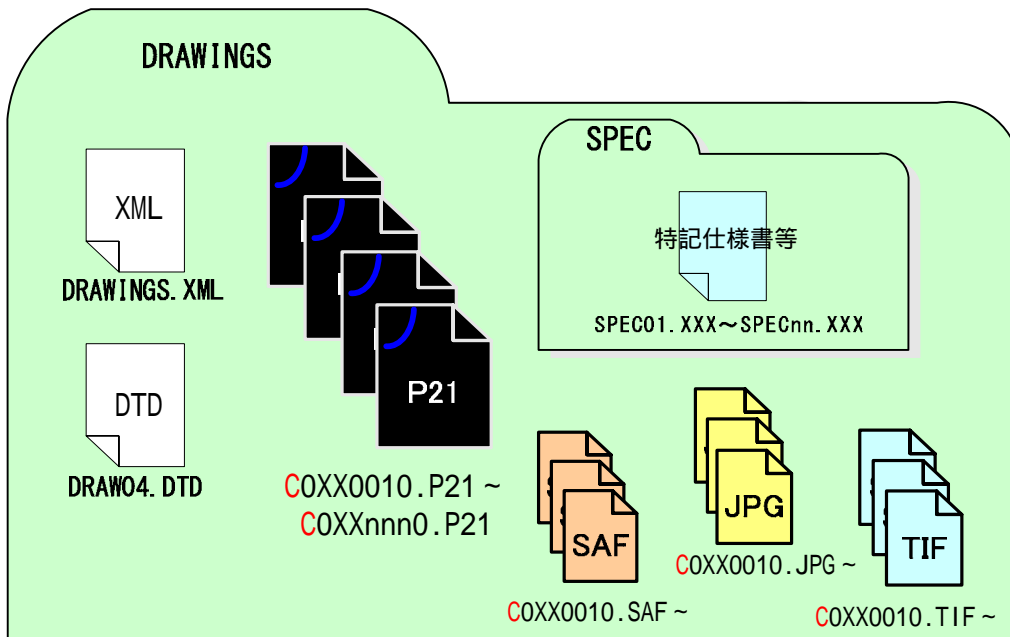 DRAWINGS
XML
DRAWINGS.XML
DTD
DRAW04.DTD
P21
C0XX0010.P21 ~
C0XXnnn0.P21
SPEC
特記仕様書等
SPEC01.XXX～SPECnn.XXX
SAF
C0XX0010.SAF ~
JPG
C0XX0010.JPG ~
TIF
C0XX0010.TIF ~